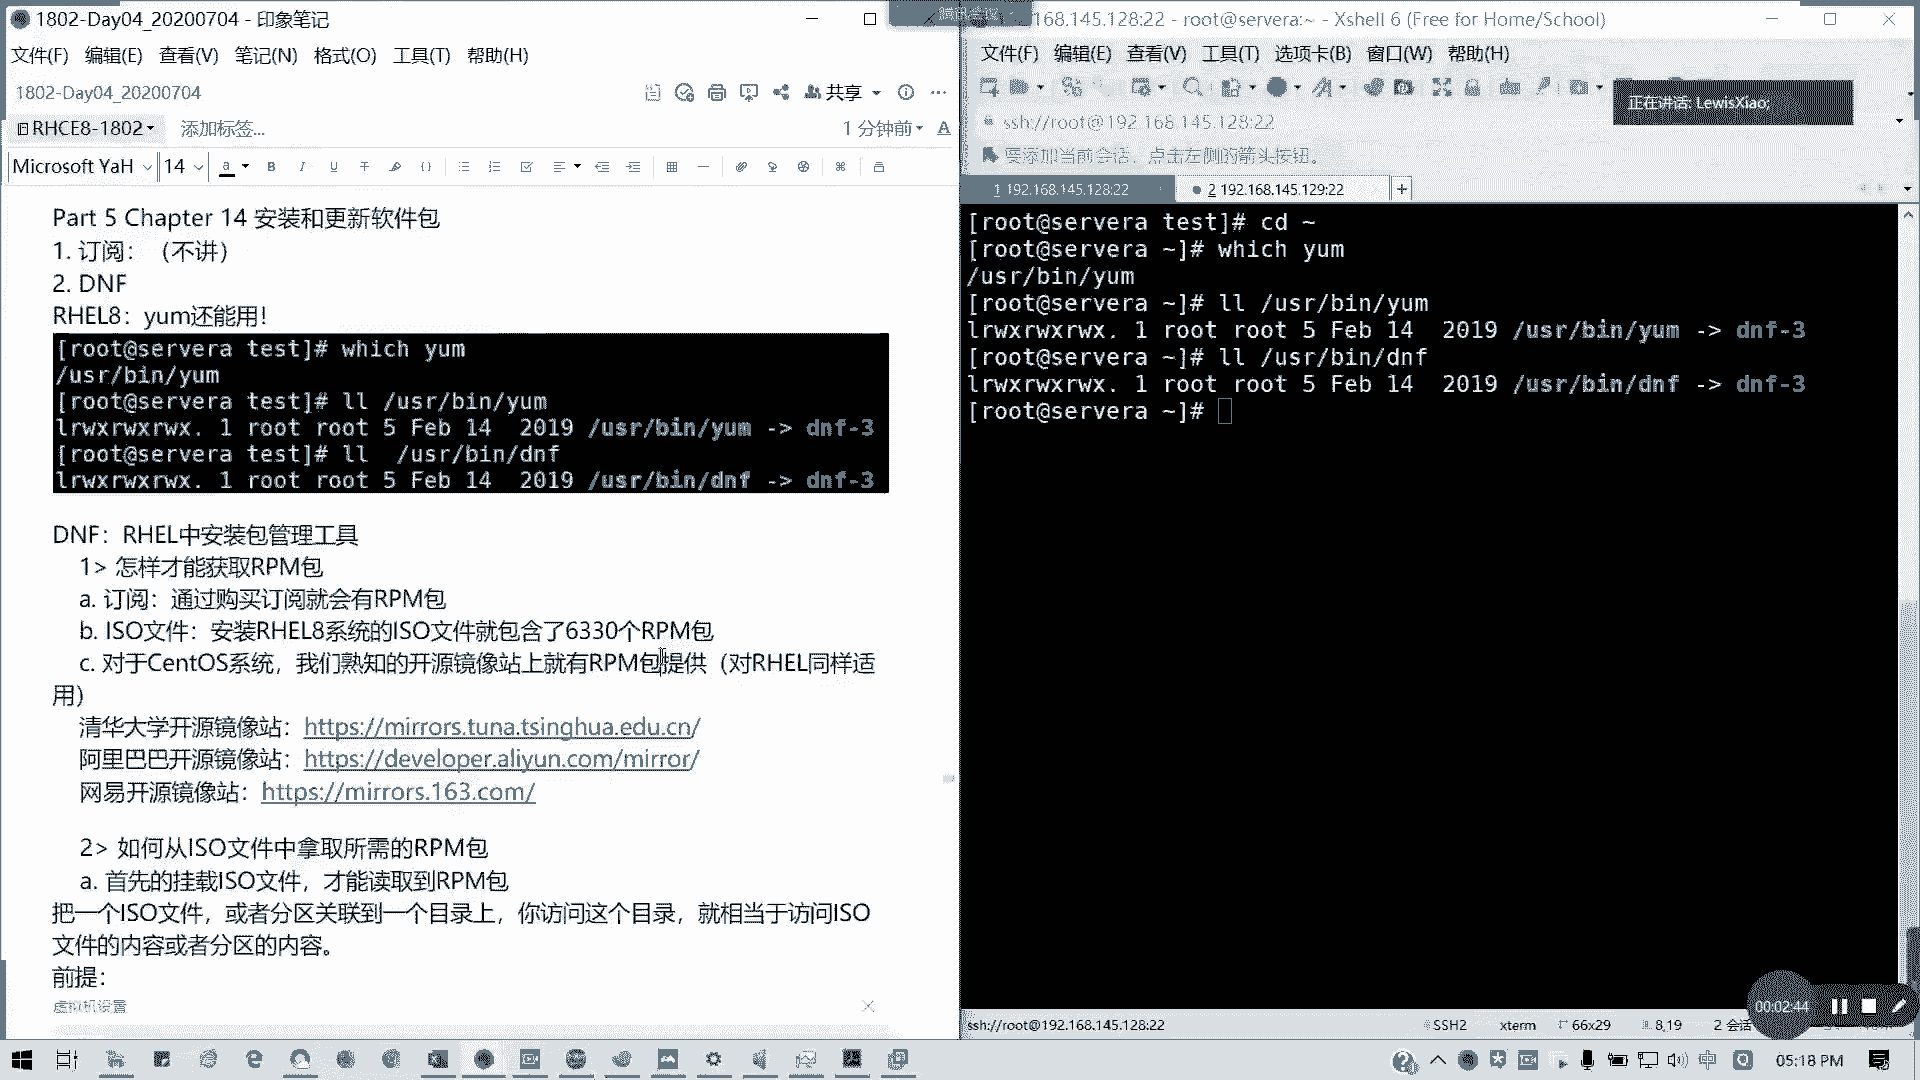 1802-Day04_20200704 - 印象笔记
文件(F) 编辑(E) 查看(V) 笔记(N) 格式(O) 工具(T) 帮助(H)
1802-Day04_20200704
共享
RHCE8-1802
添加标签...
1 分钟前
Microsoft YaH 14
Part 5 Chapter 14 安装和更新软件包
1. 订阅：（不讲）
2. DNF
RHEL8：yum还能用！
[root@servera test]# which yum
/usr/bin/yum
[root@servera test]# ll /usr/bin/yum
lrwxrwxrwx. 1 root root 5 Feb 14  2019 /usr/bin/yum -> dnf-3
[root@servera test]# ll  /usr/bin/dnf
lrwxrwxrwx. 1 root root 5 Feb 14  2019 /usr/bin/dnf -> dnf-3
DNF：RHEL中安装包管理工具
1> 怎样才能获取RPM包
a. 订阅：通过购买订阅就会有RPM包
b. ISO文件：安装RHEL8系统的ISO文件就包含了6330个RPM包
c. 对于CentOS系统，我们熟知的开源镜像站上就有RPM包提供（对RHEL同样适
用）
清华大学开源镜像站：https://mirrors.tuna.tsinghua.edu.cn/
阿里巴巴开源镜像站：https://developer.aliyun.com/mirror/
网易开源镜像站：https://mirrors.163.com/
2> 如何从ISO文件中拿取所需的RPM包
a. 首先的挂载ISO文件，才能读取到RPM包
把一个ISO文件，或者分区关联到一个目录上，你访问这个目录，就相当于访问ISO
文件的内容或者分区的内容。
前提：
虚拟机设置
腾讯会议
168.145.128:22 - root@servera:~ - Xshell 6 (Free for Home/School)
文件(F) 编辑(E) 查看(V) 工具(T) 选项卡(B) 窗口(W) 帮助(H)
正在讲话: LewisXiao;
ssh://root@192.168.145.128:22
要添加当前会话，点击左侧的箭头按钮。
1 192.168.145.128:22
2 192.168.145.129:22
[root@servera test]# cd ~
[root@servera ~]# which yum
/usr/bin/yum
[root@servera ~]# ll /usr/bin/yum
lrwxrwxrwx. 1 root root 5 Feb 14  2019 /usr/bin/yum -> dnf-3
[root@servera ~]# ll /usr/bin/dnf
lrwxrwxrwx. 1 root root 5 Feb 14  2019 /usr/bin/dnf -> dnf-3
[root@servera ~]#
00:02:44
ssh://root@192.168.145.128:22 SSH2 xterm 66x29 8,19 2 会话
中
05:18 PM